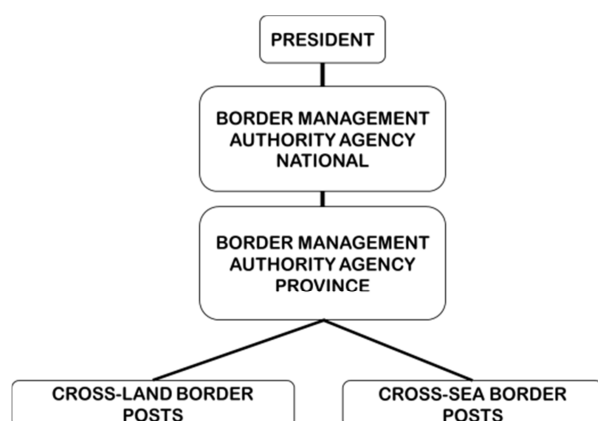 PRESIDENT
BORDER MANAGEMENT
AUTHORITY AGENCY
NATIONAL
BORDER MANAGEMENT
AUTHORITY AGENCY
PROVINCE
CROSS-LAND BORDER
POSTS
CROSS-SEA BORDER
POSTS